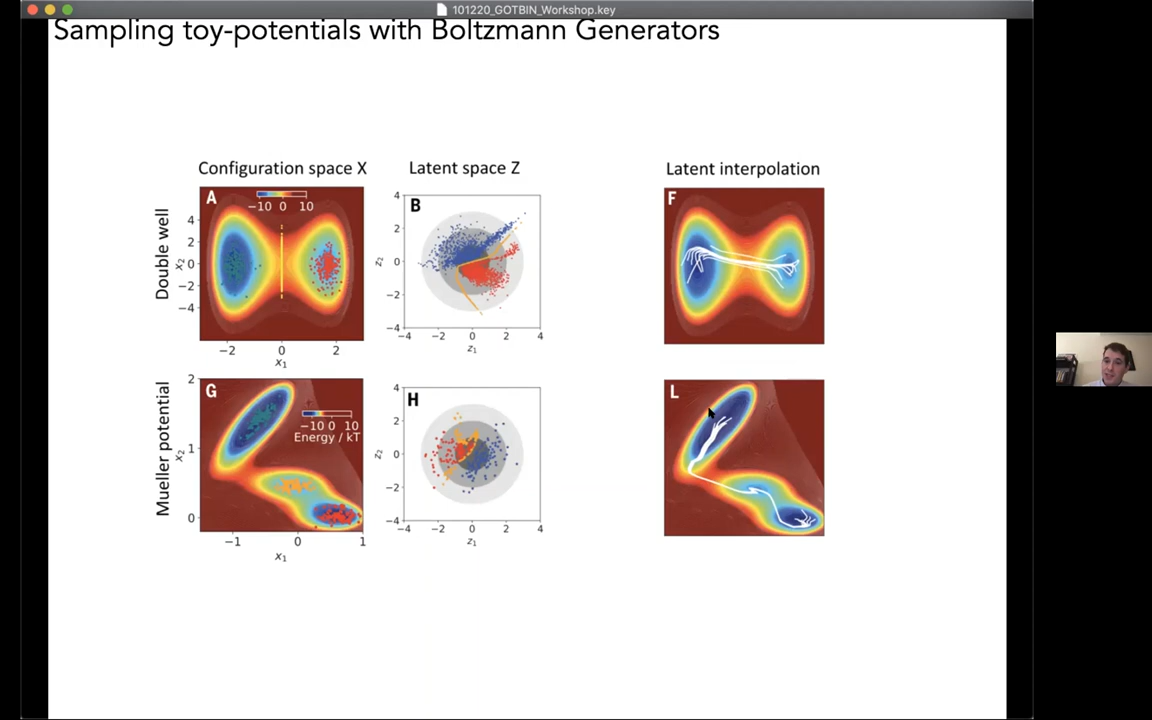 101220_GOTBIN_Workshop.key
Sampling toy-potentials with Boltzmann Generators
Configuration space X
Latent space Z
Latent interpolation
Double well
A
−10 0 10
4
2
0
−2
−4
x2
−2 0 2
x1
B
4
2
0
−2
−4
z2
−4 −2 0 2 4
z1
F
Mueller potential
G
−10 0 10
Energy / kT
2
1
0
x2
−1 0 1
x1
H
4
2
0
−2
−4
z2
−4 −2 0 2 4
z1
L